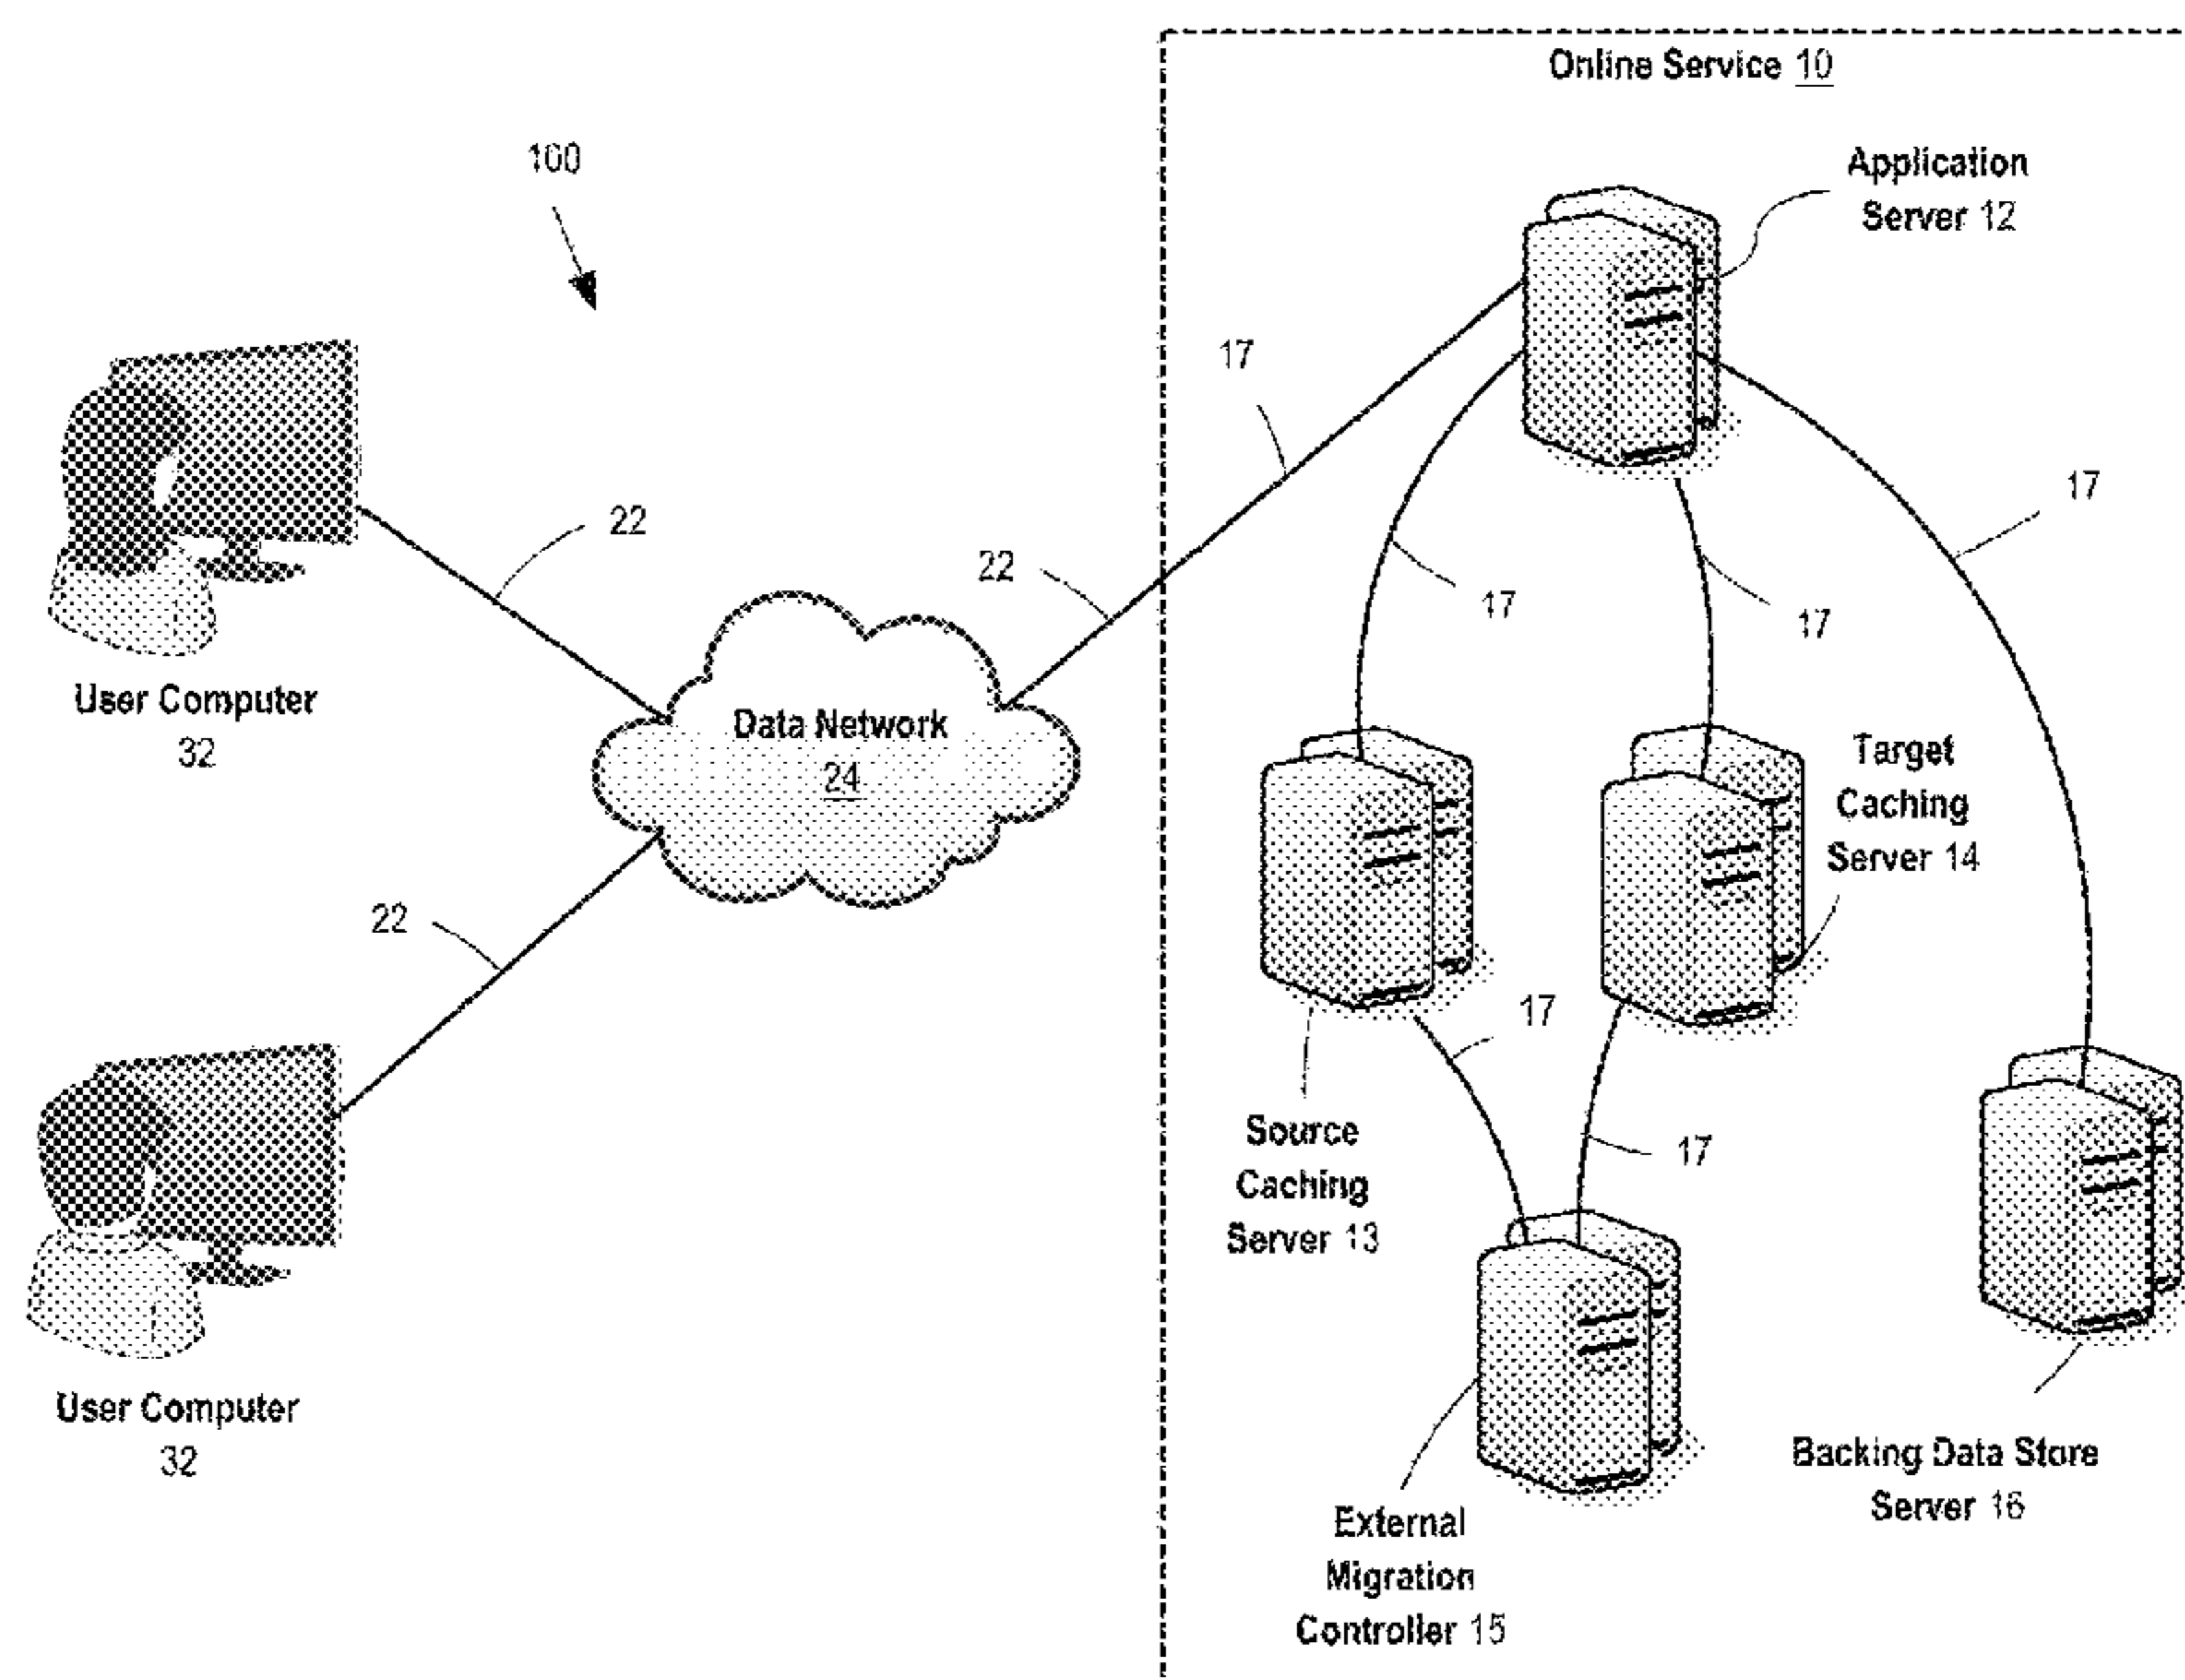 Online Service 10
100
Application
Server 12
17
17
22
22
17
17
User Computer
32
Data Network
24
Target
Caching
Server 14
22
17
Source
Caching
Server 13
17
User Computer
32
Backing Data Store
Server 16
External
Migration
Controller 15